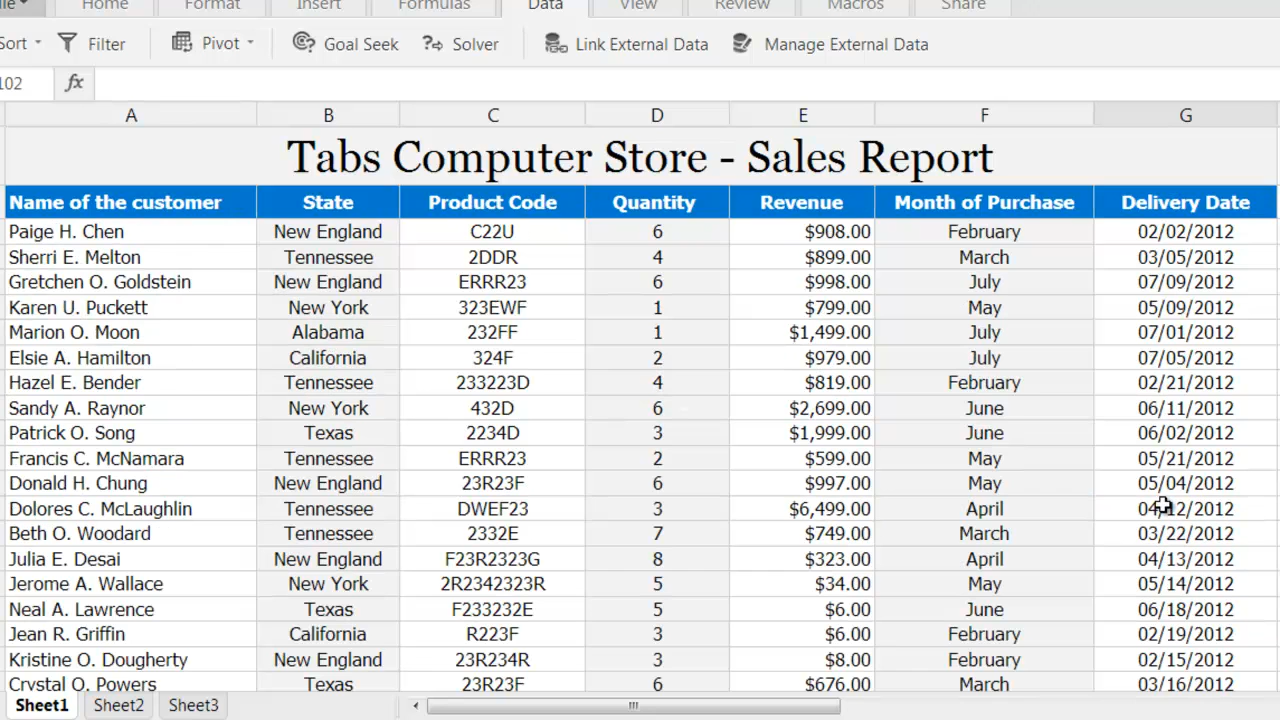 Home Format Insert Formulas Data View Review Macros Share
Sort Filter Pivot Goal Seek Solver Link External Data Manage External Data
102 fx
A B C D E F G
Tabs Computer Store - Sales Report
Name of the customer State Product Code Quantity Revenue Month of Purchase Delivery Date
Paige H. Chen New England C22U 6 $908.00 February 02/02/2012
Sherri E. Melton Tennessee 2DDR 4 $899.00 March 03/05/2012
Gretchen O. Goldstein New England ERRR23 6 $998.00 July 07/09/2012
Karen U. Puckett New York 323EWF 1 $799.00 May 05/09/2012
Marion O. Moon Alabama 232FF 1 $1,499.00 July 07/01/2012
Elsie A. Hamilton California 324F 2 $979.00 July 07/05/2012
Hazel E. Bender Tennessee 233223D 4 $819.00 February 02/21/2012
Sandy A. Raynor New York 432D 6 $2,699.00 June 06/11/2012
Patrick O. Song Texas 2234D 3 $1,999.00 June 06/02/2012
Francis C. McNamara Tennessee ERRR23 2 $599.00 May 05/21/2012
Donald H. Chung New England 23R23F 6 $997.00 May 05/04/2012
Dolores C. McLaughlin Tennessee DWEF23 3 $6,499.00 April 04/12/2012
Beth O. Woodard Tennessee 2332E 7 $749.00 March 03/22/2012
Julia E. Desai New England F23R2323G 8 $323.00 April 04/13/2012
Jerome A. Wallace New York 2R2342323R 5 $34.00 May 05/14/2012
Neal A. Lawrence Texas F233232E 5 $6.00 June 06/18/2012
Jean R. Griffin California R223F 3 $6.00 February 02/19/2012
Kristine O. Dougherty New England 23R234R 3 $8.00 February 02/15/2012
Crystal O. Powers Texas 23R23F 6 $676.00 March 03/16/2012
Sheet1 Sheet2 Sheet3